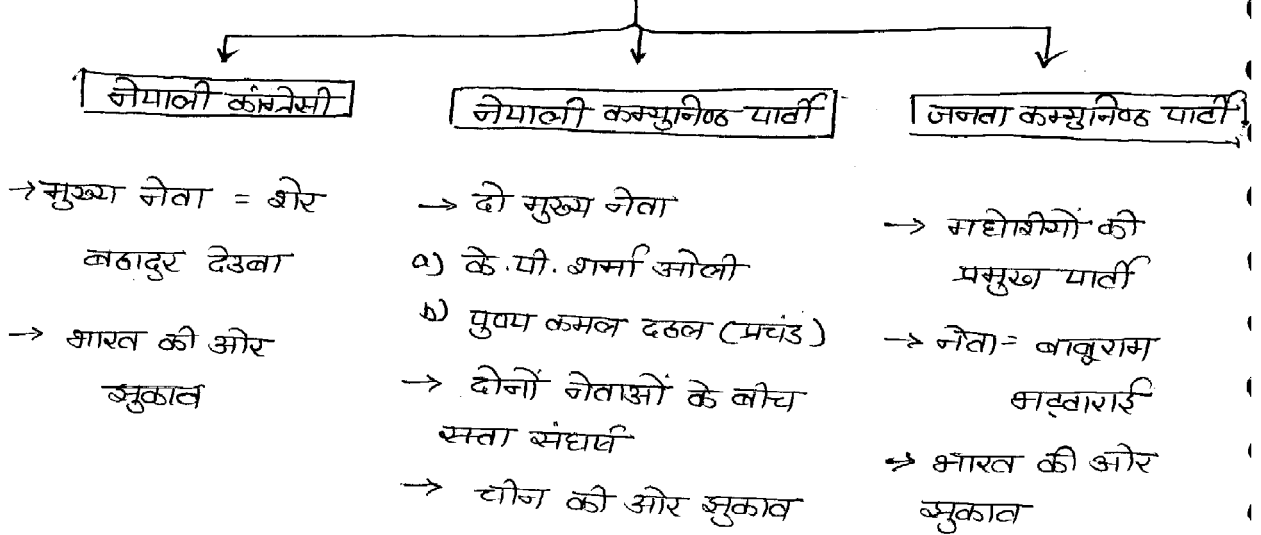 नेपाली कांग्रेसी
→ मुख्य नेता = शेर
बहादुर देउबा
→ भारत की ओर
झुकाव
नेपाली कम्युनिष्ठ पार्टी
→ दो मुख्य नेता
a) के.पी. शर्मा ओली
b) पुष्प कमल दहल (प्रचंड)
→ दोनों नेताओं के बीच
सत्ता संघर्ष
→ चीन की ओर झुकाव
जनता कम्युनिष्ठ पार्टी
→ मधेशीयों की
प्रमुख पार्टी
→ नेता = बाबूराम
भट्टाराई
→ भारत की ओर
झुकाव